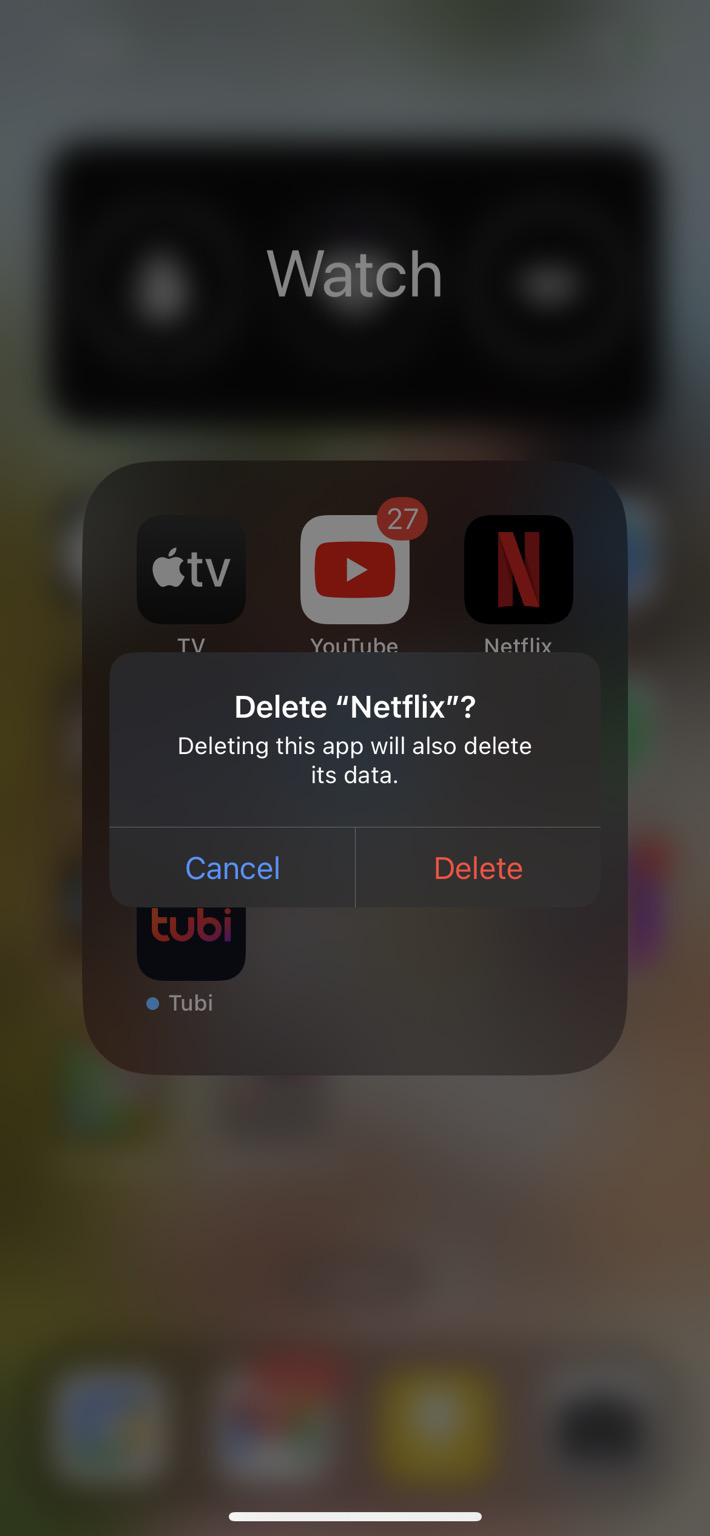 Watch
27
tv
TV
YouTube
Netflix
Delete “Netflix”?
Deleting this app will also delete
its data.
Cancel
Delete
tubi
Tubi